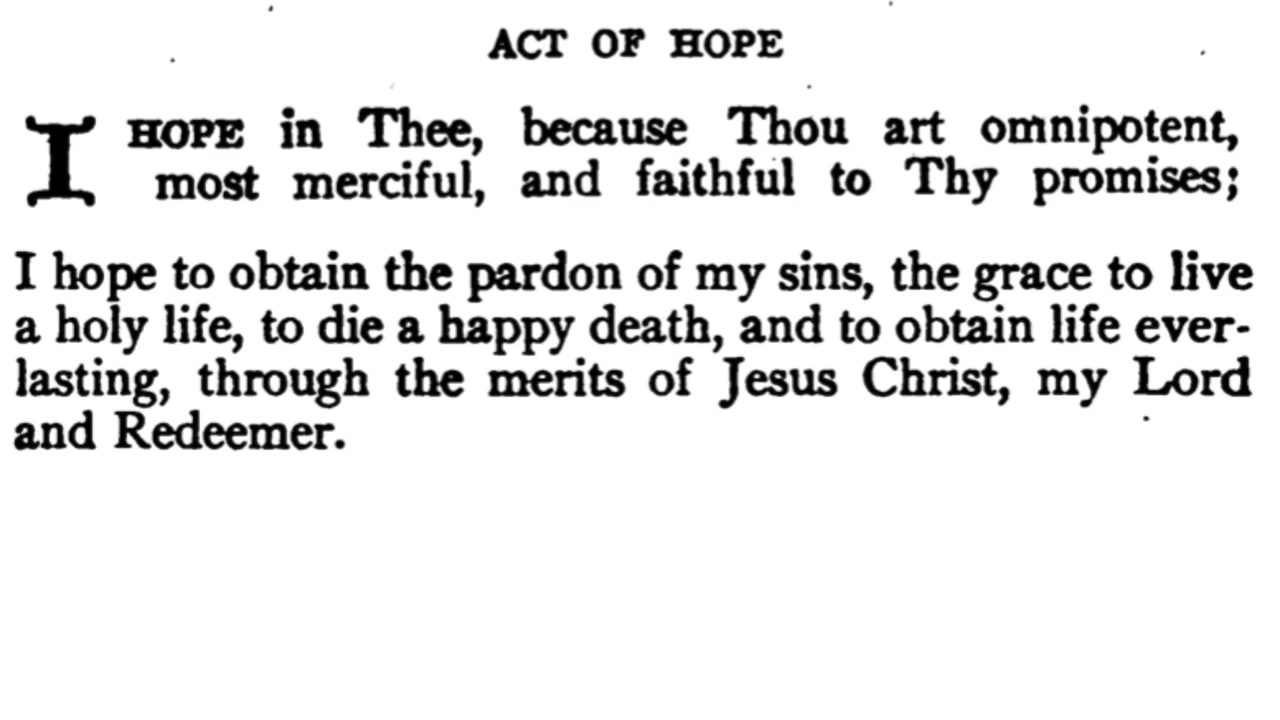 ACT OF HOPE
I HOPE in Thee, because Thou art omnipotent,
most merciful, and faithful to Thy promises;
I hope to obtain the pardon of my sins, the grace to live
a holy life, to die a happy death, and to obtain life ever-
lasting, through the merits of Jesus Christ, my Lord
and Redeemer.